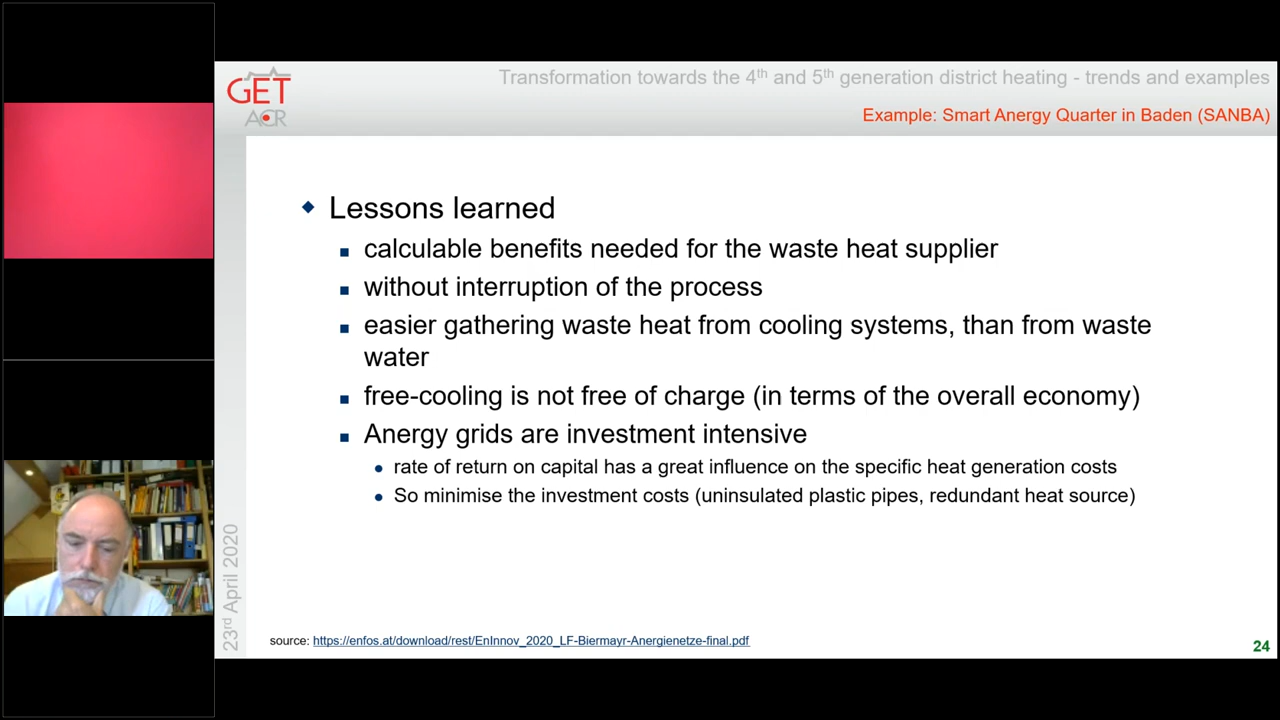 GET
ACR
Transformation towards the 4th and 5th generation district heating - trends and examples
Example: Smart Anergy Quarter in Baden (SANBA)
Lessons learned
calculable benefits needed for the waste heat supplier
without interruption of the process
easier gathering waste heat from cooling systems, than from waste
water
free-cooling is not free of charge (in terms of the overall economy)
Anergy grids are investment intensive
rate of return on capital has a great influence on the specific heat generation costs
So minimise the investment costs (uninsulated plastic pipes, redundant heat source)
23rd April 2020
source: https://enfos.at/download/rest/EnInnov_2020_LF-Biermayr-Anergienetze-final.pdf
24